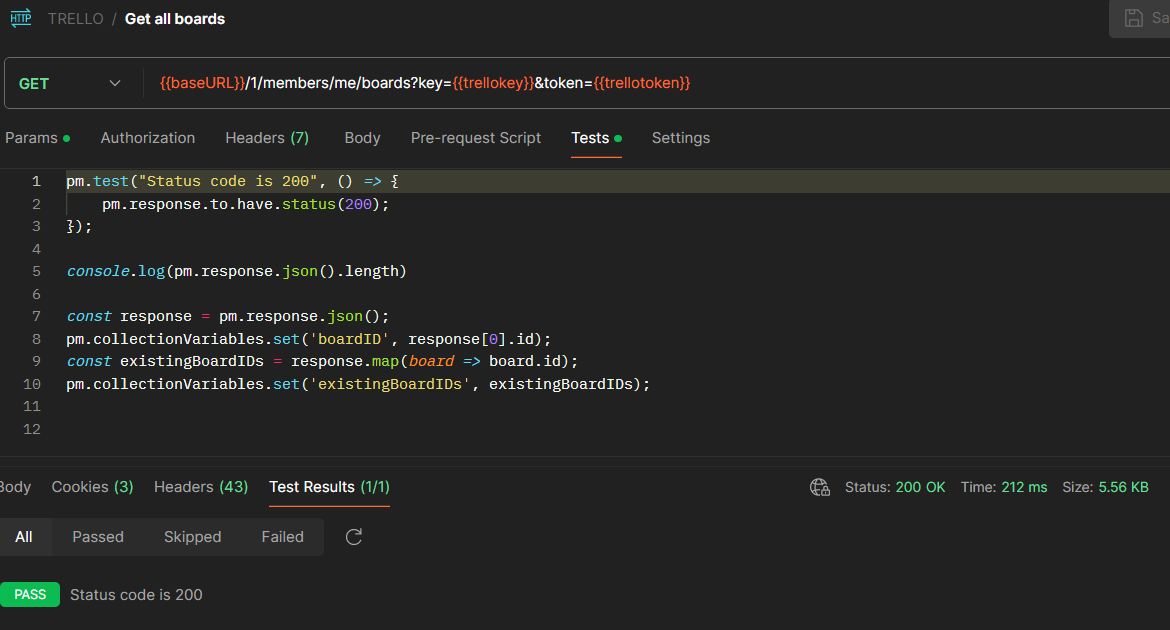 HTTP TRELLO / Get all boards Sa
GET {{baseURL}}/1/members/me/boards?key={{trellokey}}&token={{trellotoken}}
Params Authorization Headers (7) Body Pre-request Script Tests Settings
1 pm.test("Status code is 200", () => {
2 pm.response.to.have.status(200);
3 });
4
5 console.log(pm.response.json().length)
6
7 const response = pm.response.json();
8 pm.collectionVariables.set('boardID', response[0].id);
9 const existingBoardIDs = response.map(board => board.id);
10 pm.collectionVariables.set('existingBoardIDs', existingBoardIDs);
11
12
Body Cookies (3) Headers (43) Test Results (1/1) Status: 200 OK Time: 212 ms Size: 5.56 KB
All Passed Skipped Failed
PASS Status code is 200